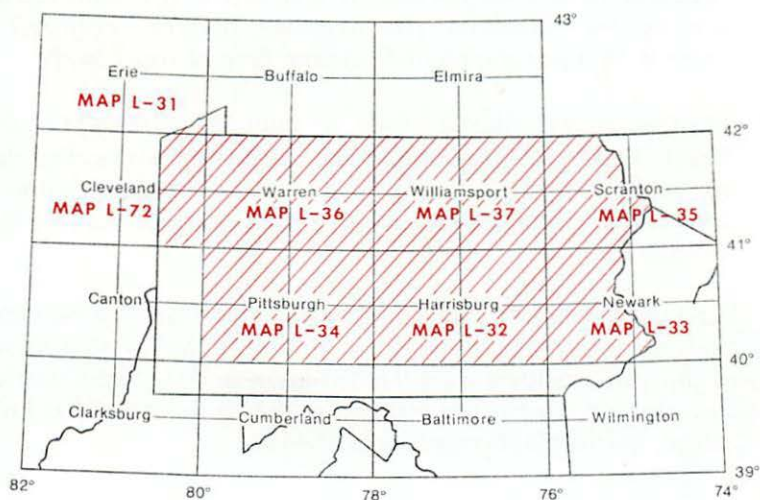 43°
Erie Buffalo Elmira
MAP L-31
42°
Cleveland Warren Williamsport Scranton
MAP L-72 MAP L-36 MAP L-37 MAP L-35
41°
Canton Pittsburgh Harrisburg Newark
MAP L-34 MAP L-32 MAP L-33
40°
Clarksburg Cumberland Baltimore Wilmington
39°
82° 80° 78° 76° 74°